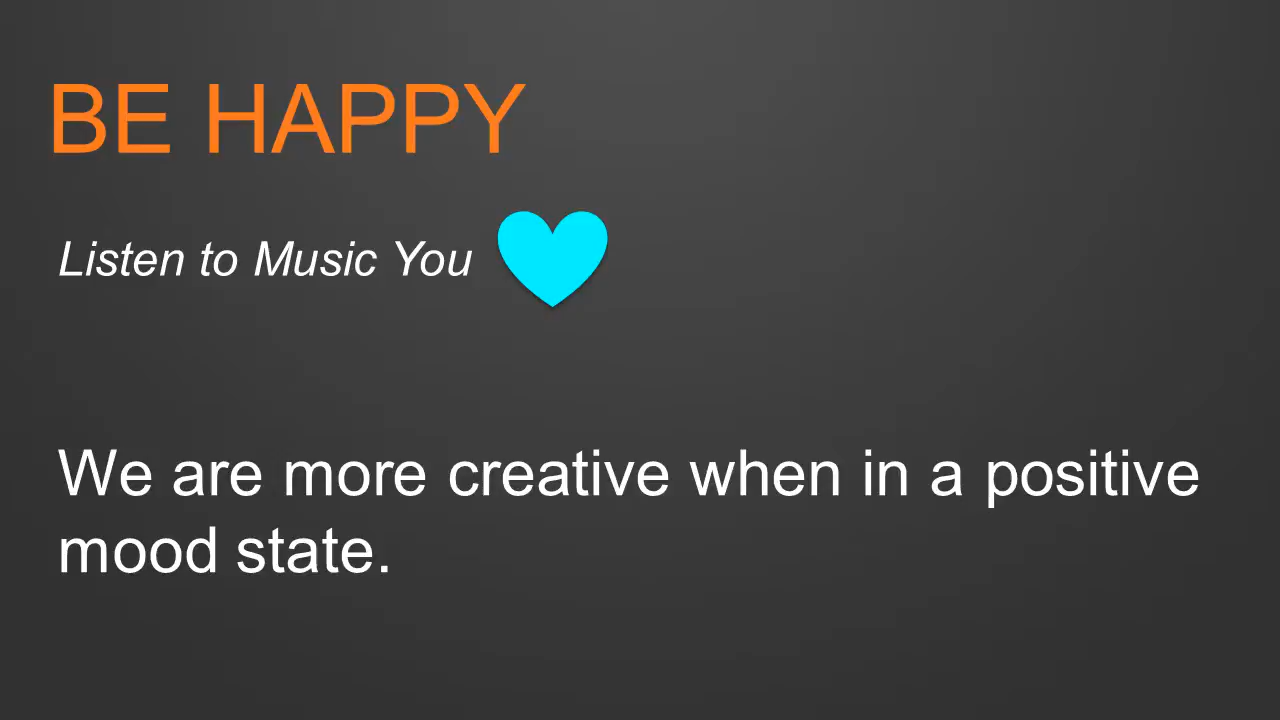 BE HAPPY
Listen to Music You
We are more creative when in a positive
mood state.